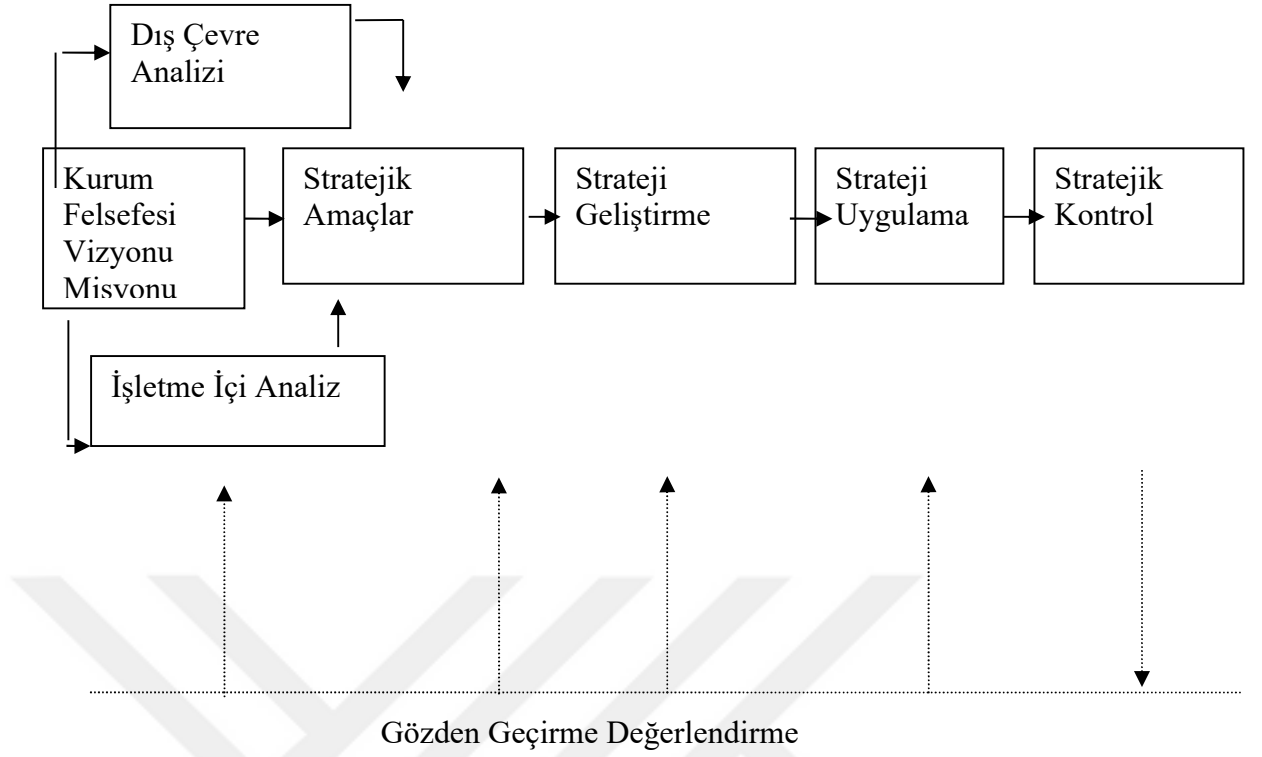 Dış Çevre
Analizi
Kurum
Felsefesi
Vizyonu
Misyonu
Stratejik
Amaçlar
Strateji
Geliştirme
Strateji
Uygulama
Stratejik
Kontrol
İşletme İçi Analiz
Gözden Geçirme Değerlendirme